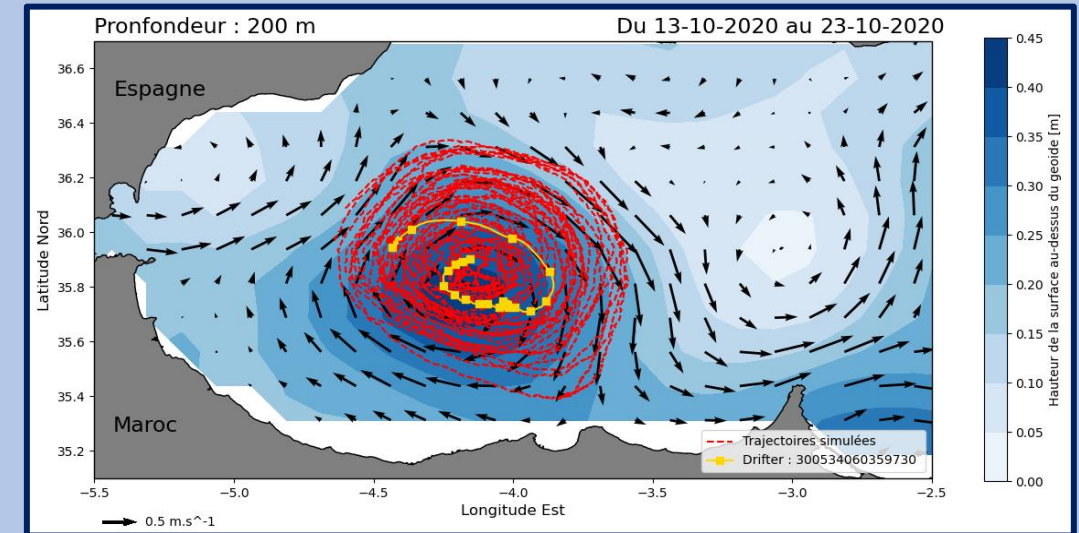 Pronfondeur : 200 m
Du 13-10-2020 au 23-10-2020
Espagne
Maroc
36.6
36.4
36.2
36.0
35.8
35.6
35.4
35.2
Latitude Nord
−5.5
−5.0
−4.5
−4.0
−3.5
−3.0
−2.5
Longitude Est
0.5 m.s^-1
Trajectoires simulées
Drifter : 300534060359730
0.45
0.40
0.35
0.30
0.25
0.20
0.15
0.10
0.05
0.00
Hauteur de la surface au-dessus du geoide [m]